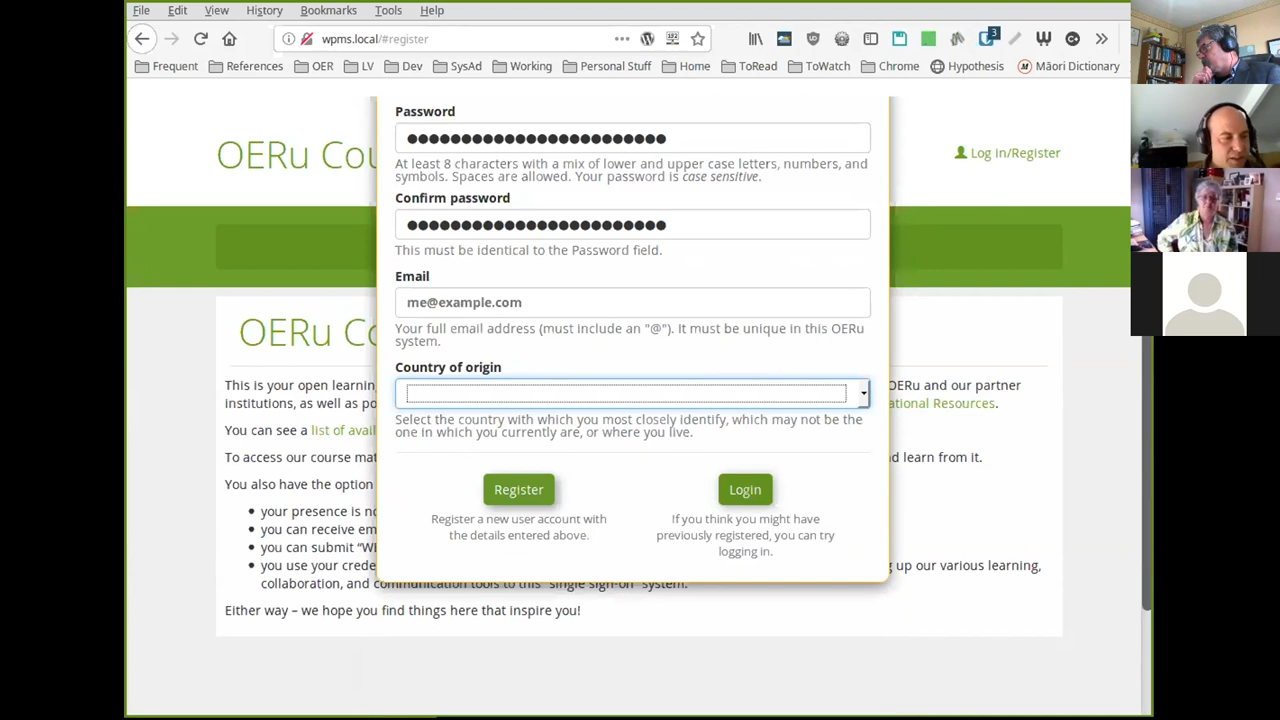 File Edit View History Bookmarks Tools Help
wpms.local/#register
3
Frequent References OER LV Dev SysAd Working Personal Stuff Home ToRead ToWatch Chrome Hypothesis Māori Dictionary
OERu Cou
Log in/Register
Password
At least 8 characters with a mix of lower and upper case letters, numbers, and
symbols. Spaces are allowed. Your password is case sensitive.
Confirm password
This must be identical to the Password field.
Email
me@example.com
Your full email address (must include an "@"). It must be unique in this OERu
system.
Country of origin
Select the country with which you most closely identify, which may not be the
one in which you currently are, or where you live.
Register
Login
Register a new user account with
the details entered above.
If you think you might have
previously registered, you can try
logging in.
OERu Co
This is your open learnin OERu and our partner
institutions, as well as po ational Resources.
You can see a list of avail
To access our course mat nd learn from it.
You also have the option
your presence is no
you can receive em
you can submit “WE
you use your crede g up our various learning,
collaboration, and communication tools to this "single sign-on" system.
Either way – we hope you find things here that inspire you!